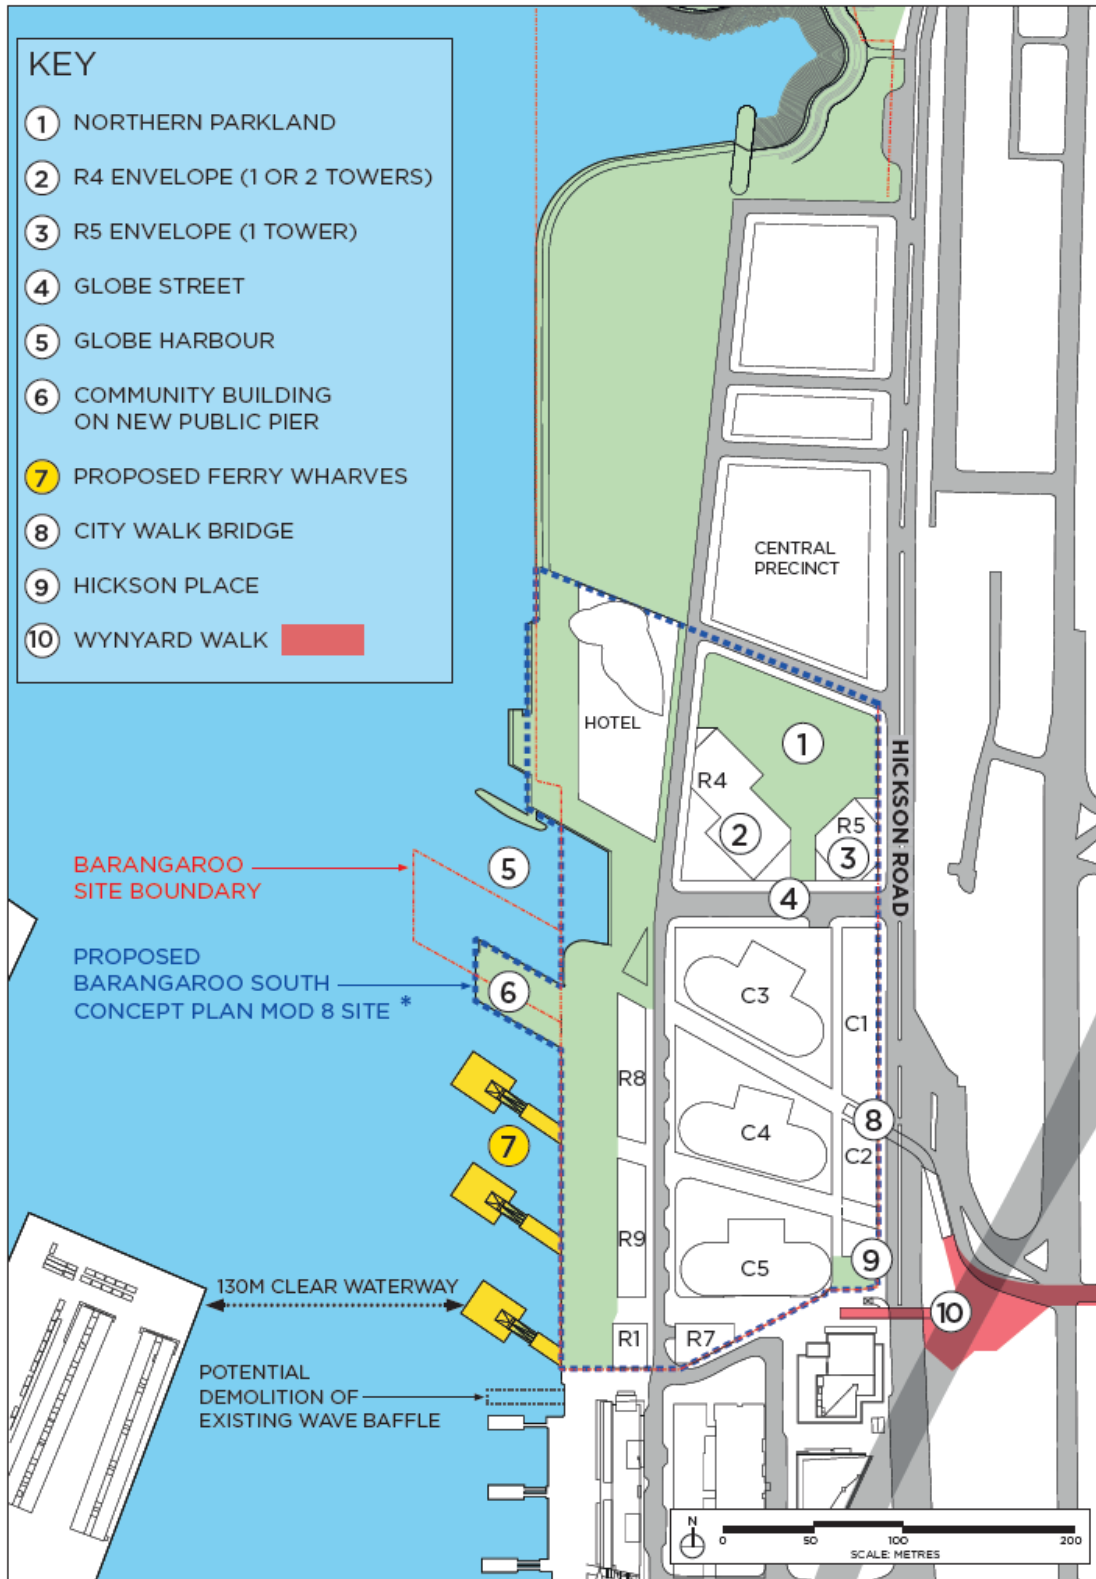 KEY
1 NORTHERN PARKLAND
2 R4 ENVELOPE (1 OR 2 TOWERS)
3 R5 ENVELOPE (1 TOWER)
4 GLOBE STREET
5 GLOBE HARBOUR
6 COMMUNITY BUILDING
ON NEW PUBLIC PIER
7 PROPOSED FERRY WHARVES
8 CITY WALK BRIDGE
9 HICKSON PLACE
10 WYNYARD WALK
CENTRAL
PRECINCT
HOTEL
1
R4
2
R5
3
HICKSON ROAD
4
5
BARANGAROO
SITE BOUNDARY
PROPOSED
BARANGAROO SOUTH
CONCEPT PLAN MOD 8 SITE *
6
C3
C1
R8
7
C4
8
C2
R9
C5
9
130M CLEAR WATERWAY
10
R1
R7
POTENTIAL
DEMOLITION OF
EXISTING WAVE BAFFLE
N
0 50 100 200
SCALE: METRES